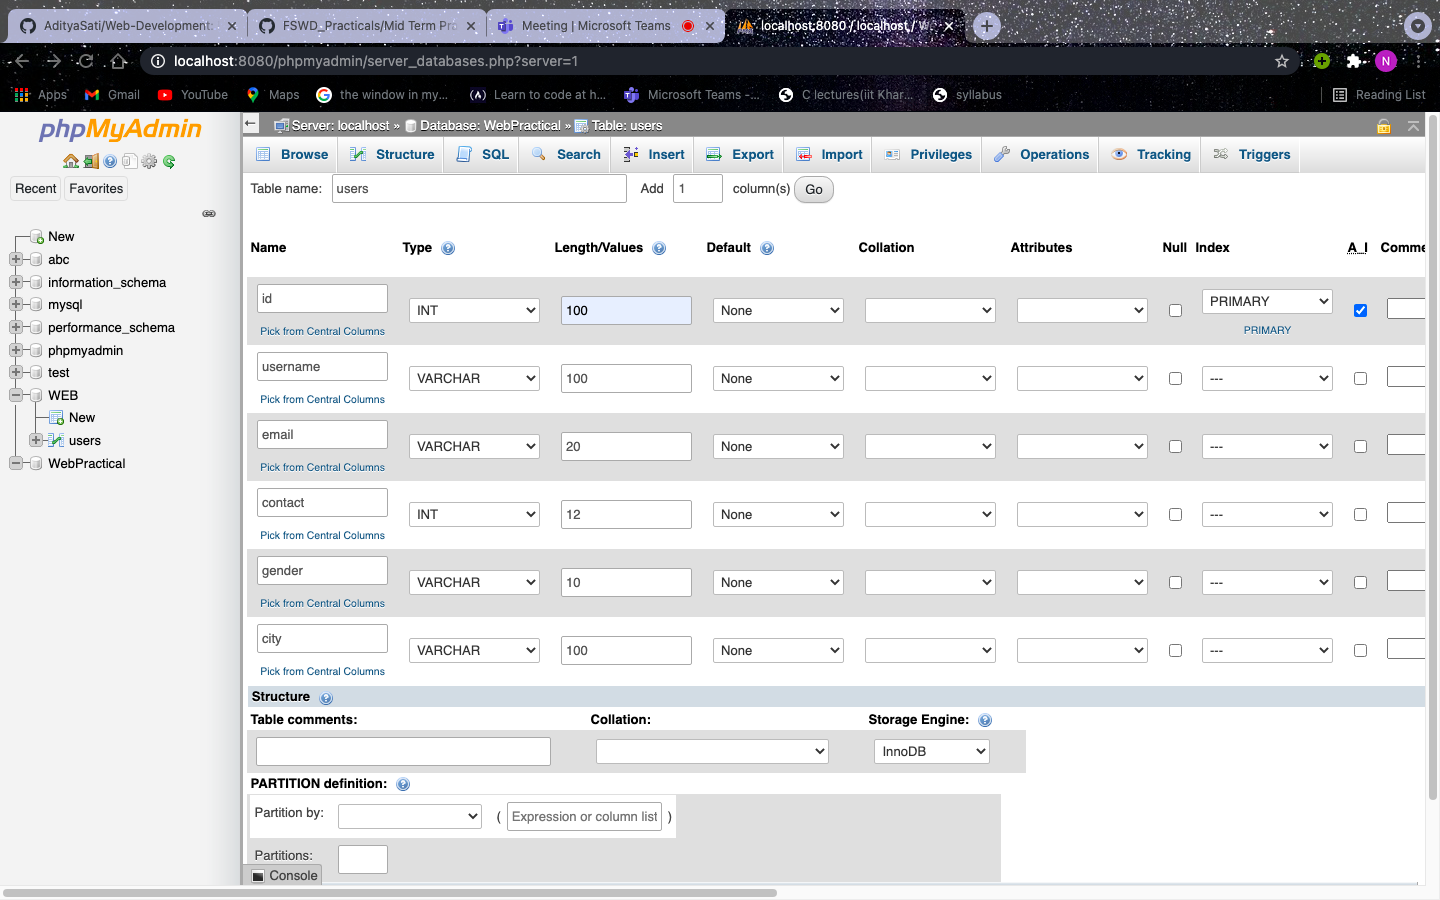 AdityaSati/Web-Development:
FSWD_Practicals/Mid Term Pro
Meeting | Microsoft Teams
localhost:8080 / localhost / W
localhost:8080/phpmyadmin/server_databases.php?server=1
N
Apps
Gmail
YouTube
Maps
the window in my...
Learn to code at h...
Microsoft Teams -...
C lectures(iit Khar...
syllabus
Reading List
phpMyAdmin
Recent
Favorites
New
abc
information_schema
mysql
performance_schema
phpmyadmin
test
WEB
New
users
WebPractical
Server: localhost » Database: WebPractical » Table: users
Browse
Structure
SQL
Search
Insert
Export
Import
Privileges
Operations
Tracking
Triggers
Table name: users Add 1 column(s) Go
Name Type Length/Values Default Collation Attributes Null Index A_I Comme
id INT 100 None PRIMARY
Pick from Central Columns PRIMARY
username VARCHAR 100 None ---
Pick from Central Columns
email VARCHAR 20 None ---
Pick from Central Columns
contact INT 12 None ---
Pick from Central Columns
gender VARCHAR 10 None ---
Pick from Central Columns
city VARCHAR 100 None ---
Pick from Central Columns
Structure
Table comments: Collation: Storage Engine:
InnoDB
PARTITION definition:
Partition by: ( Expression or column list )
Partitions:
Console